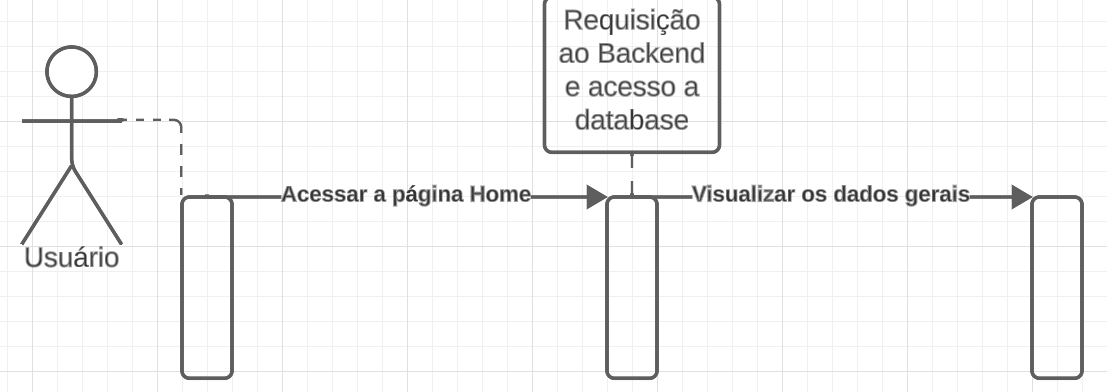 Requisição
ao Backend
e acesso a
database
Acessar a página Home
Visualizar os dados gerais
Usuário